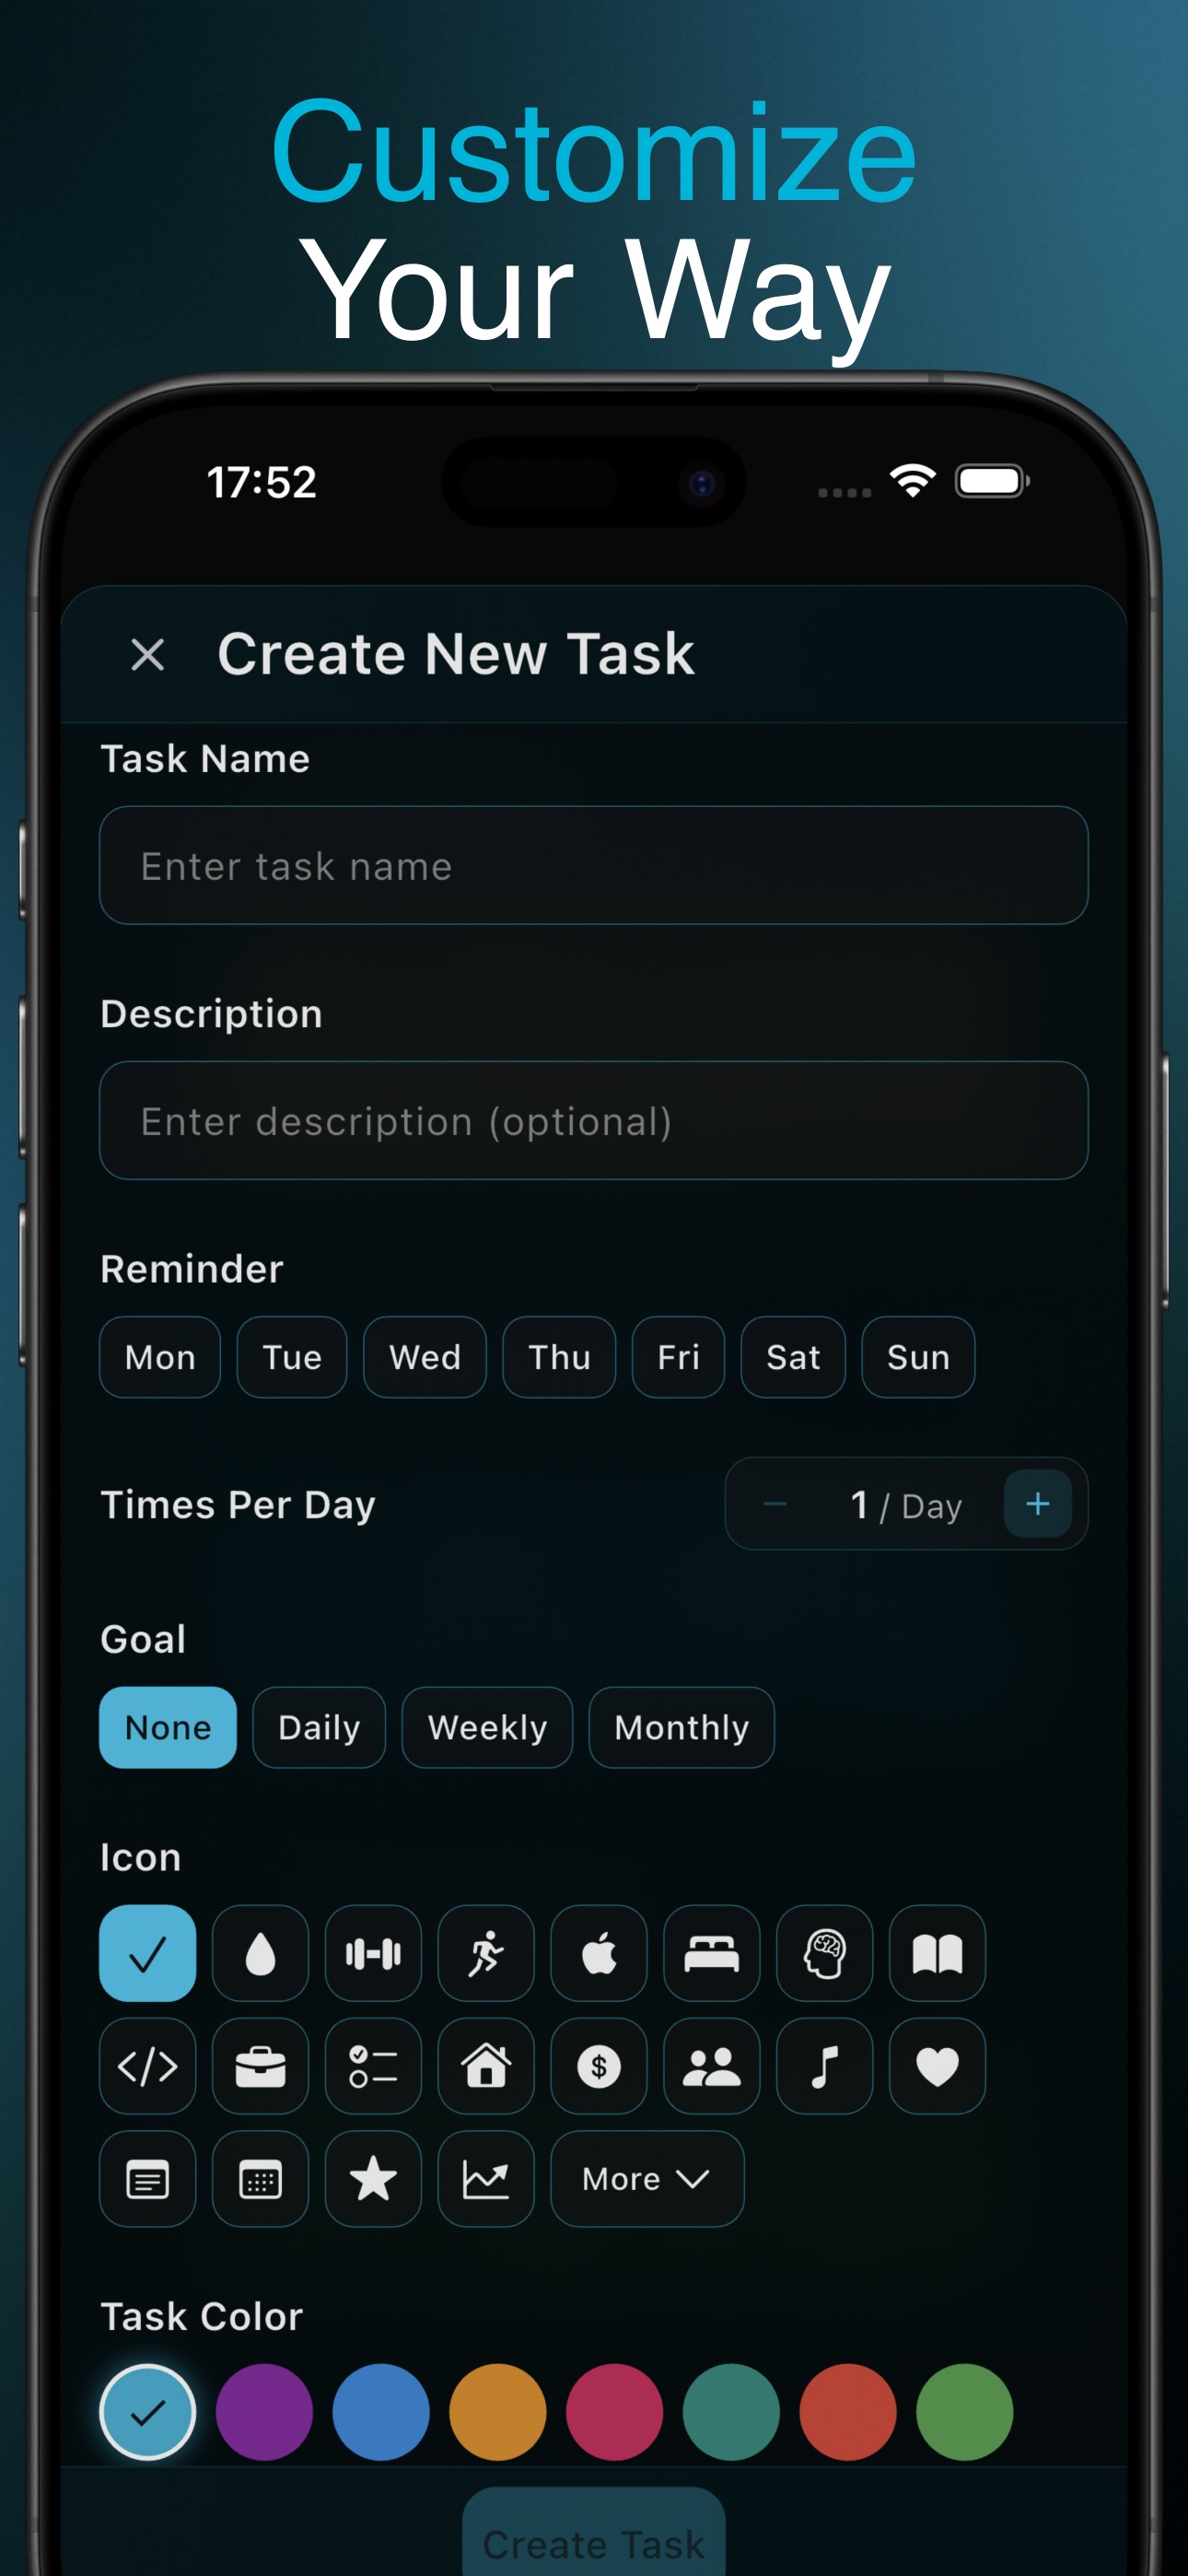 Customize
Your Way
17:52
Create New Task
Task Name
Enter task name
Description
Enter description (optional)
Reminder
Mon Tue Wed Thu Fri Sat Sun
Times Per Day − 1 / Day +
Goal
None Daily Weekly Monthly
Icon
</>
$
More
Task Color
Create Task